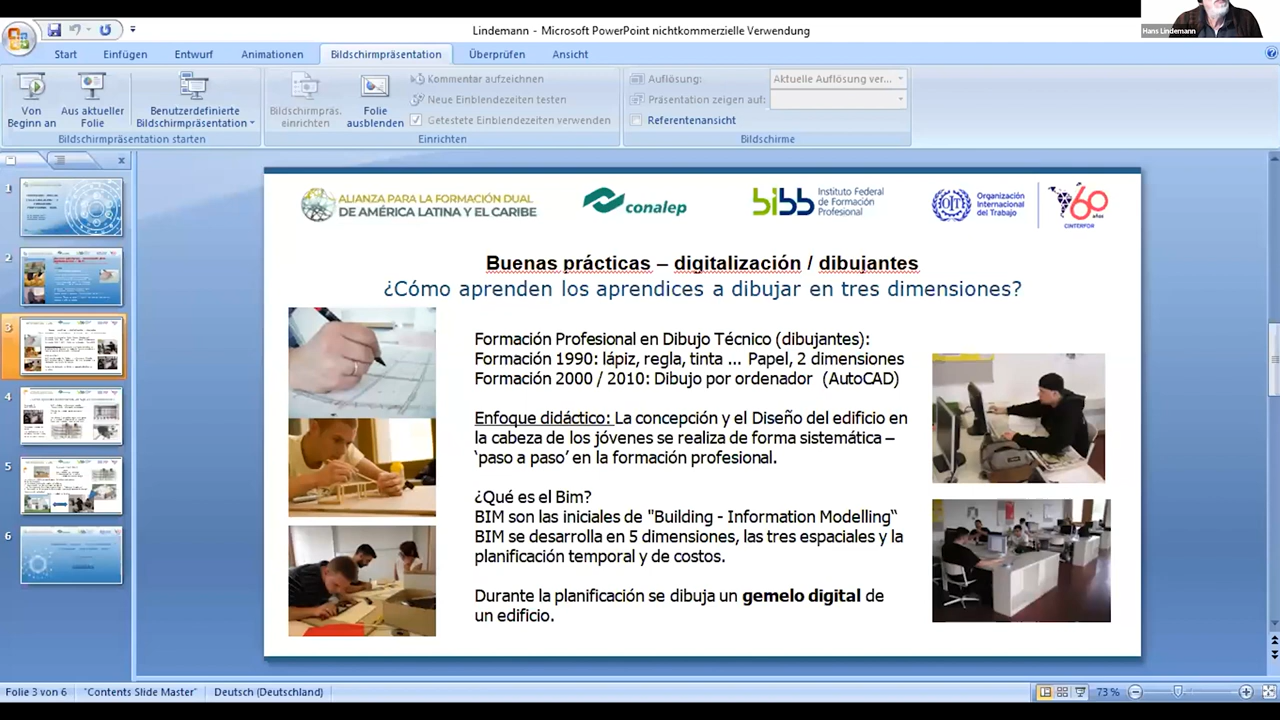 Lindemann - Microsoft PowerPoint nichtkommerzielle Verwendung
Hans Lindemann
Start Einfügen Entwurf Animationen Bildschirmpräsentation Überprüfen Ansicht
Von Beginn an
Aus aktueller Folie
Benutzerdefinierte Bildschirmpräsentation
Bildschirmpräsentation starten
Bildschirmpräs. einrichten
Folie ausblenden
Kommentar aufzeichnen
Neue Einblendezeiten testen
Getestete Einblendezeiten verwenden
Einrichten
Auflösung: Aktuelle Auflösung ver...
Präsentation zeigen auf:
Referentenansicht
Bildschirme
1
2
3
4
5
6
ALIANZA PARA LA FORMACIÓN DUAL
DE AMÉRICA LATINA Y EL CARIBE
conalep
bibb
Instituto Federal
de Formación
Profesional
Organización
Internacional
del Trabajo
60
años
CINTERFOR
Buenas prácticas – digitalización / dibujantes
¿Cómo aprenden los aprendices a dibujar en tres dimensiones?
Formación Profesional en Dibujo Técnico (dibujantes):
Formación 1990: lápiz, regla, tinta ... Papel, 2 dimensiones
Formación 2000 / 2010: Dibujo por ordenador (AutoCAD)
Enfoque didáctico: La concepción y el Diseño del edificio en
la cabeza de los jóvenes se realiza de forma sistemática –
‘paso a paso’ en la formación profesional.
¿Qué es el Bim?
BIM son las iniciales de "Building - Information Modelling“
BIM se desarrolla en 5 dimensiones, las tres espaciales y la
planificación temporal y de costos.
Durante la planificación se dibuja un gemelo digital de
un edificio.
Folie 3 von 6 "Contents Slide Master" Deutsch (Deutschland) 73 %